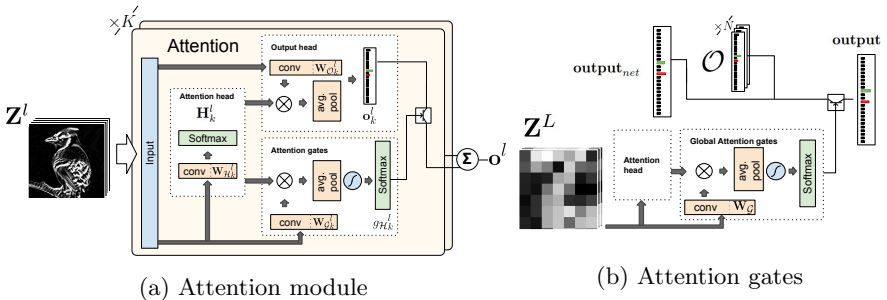 ×K
Attention
Output head
conv W_{O_k}^l
avg. pool
o_k^l
Attention head
H_k^l
Softmax
conv W_{H_k}^l
Z^l
Input
Attention gates
avg. pool
Softmax
conv W_{G_k}^l
g_{H_k}^l
Σ
o^l
(a) Attention module
×N
output_{net}
O
output
Z^L
Attention head
Global Attention gates
avg. pool
Softmax
conv W_G
(b) Attention gates